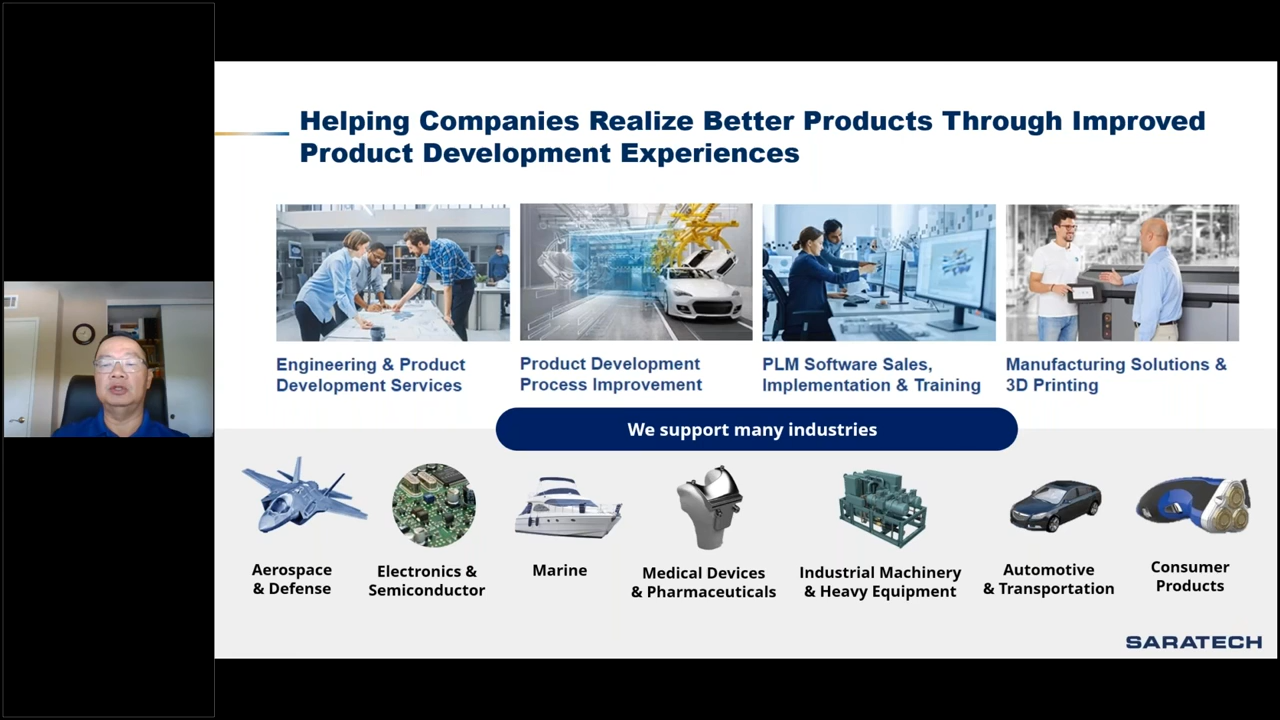 Helping Companies Realize Better Products Through Improved
Product Development Experiences
Engineering & Product
Development Services
Product Development
Process Improvement
PLM Software Sales,
Implementation & Training
Manufacturing Solutions &
3D Printing
We support many industries
Aerospace
& Defense
Electronics &
Semiconductor
Marine
Medical Devices
& Pharmaceuticals
Industrial Machinery
& Heavy Equipment
Automotive
& Transportation
Consumer
Products
SARATECH